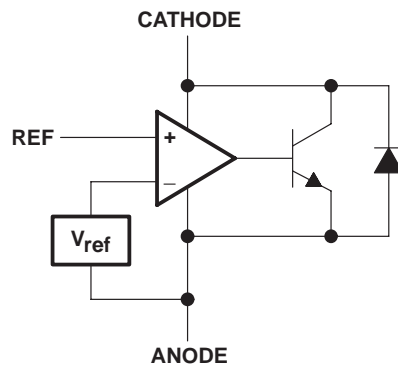 CATHODE
REF
+
−
Vref
ANODE